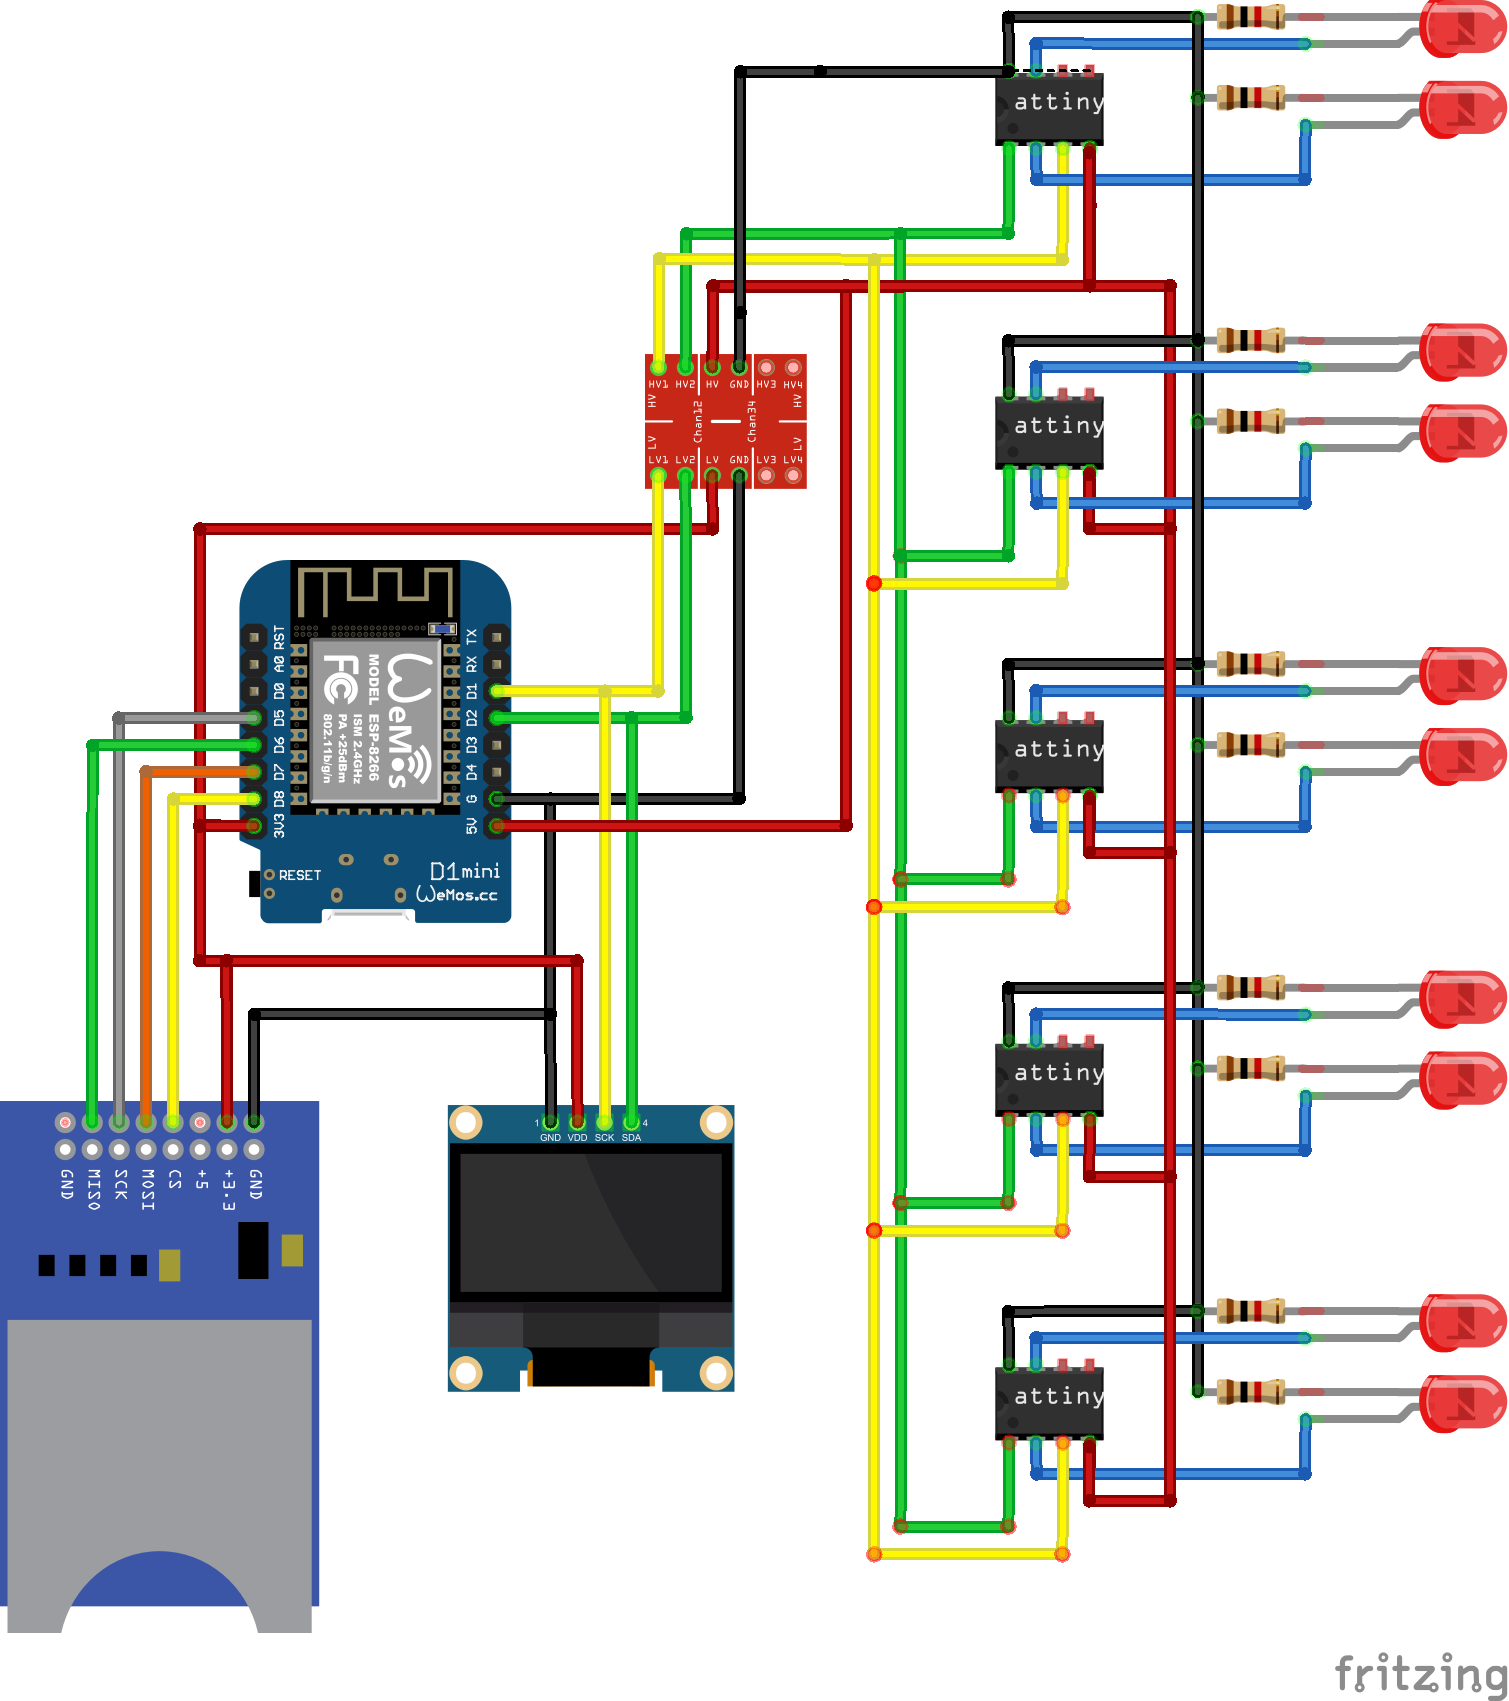 attiny
HV1 HV2 HV GND HV3 HV4
HV
Chan12
Chan34
HV
LV
LV
LV1 LV2 LV GND LV3 LV4
attiny
RST
A0
D0
D5
D6
D7
D8
3V3
TX
RX
D1
D2
D3
D4
G
5V
WeMos
MODEL ESP-8266
ISM 2.4GHz
PA +25dBm
802.11b/g/n
FC
RESET
D1mini
WeMos.cc
attiny
attiny
attiny
GND
MISO
SCK
MOSI
CS
+5
+3.3
GND
1
4
GND VDD SCK SDA
fritzing